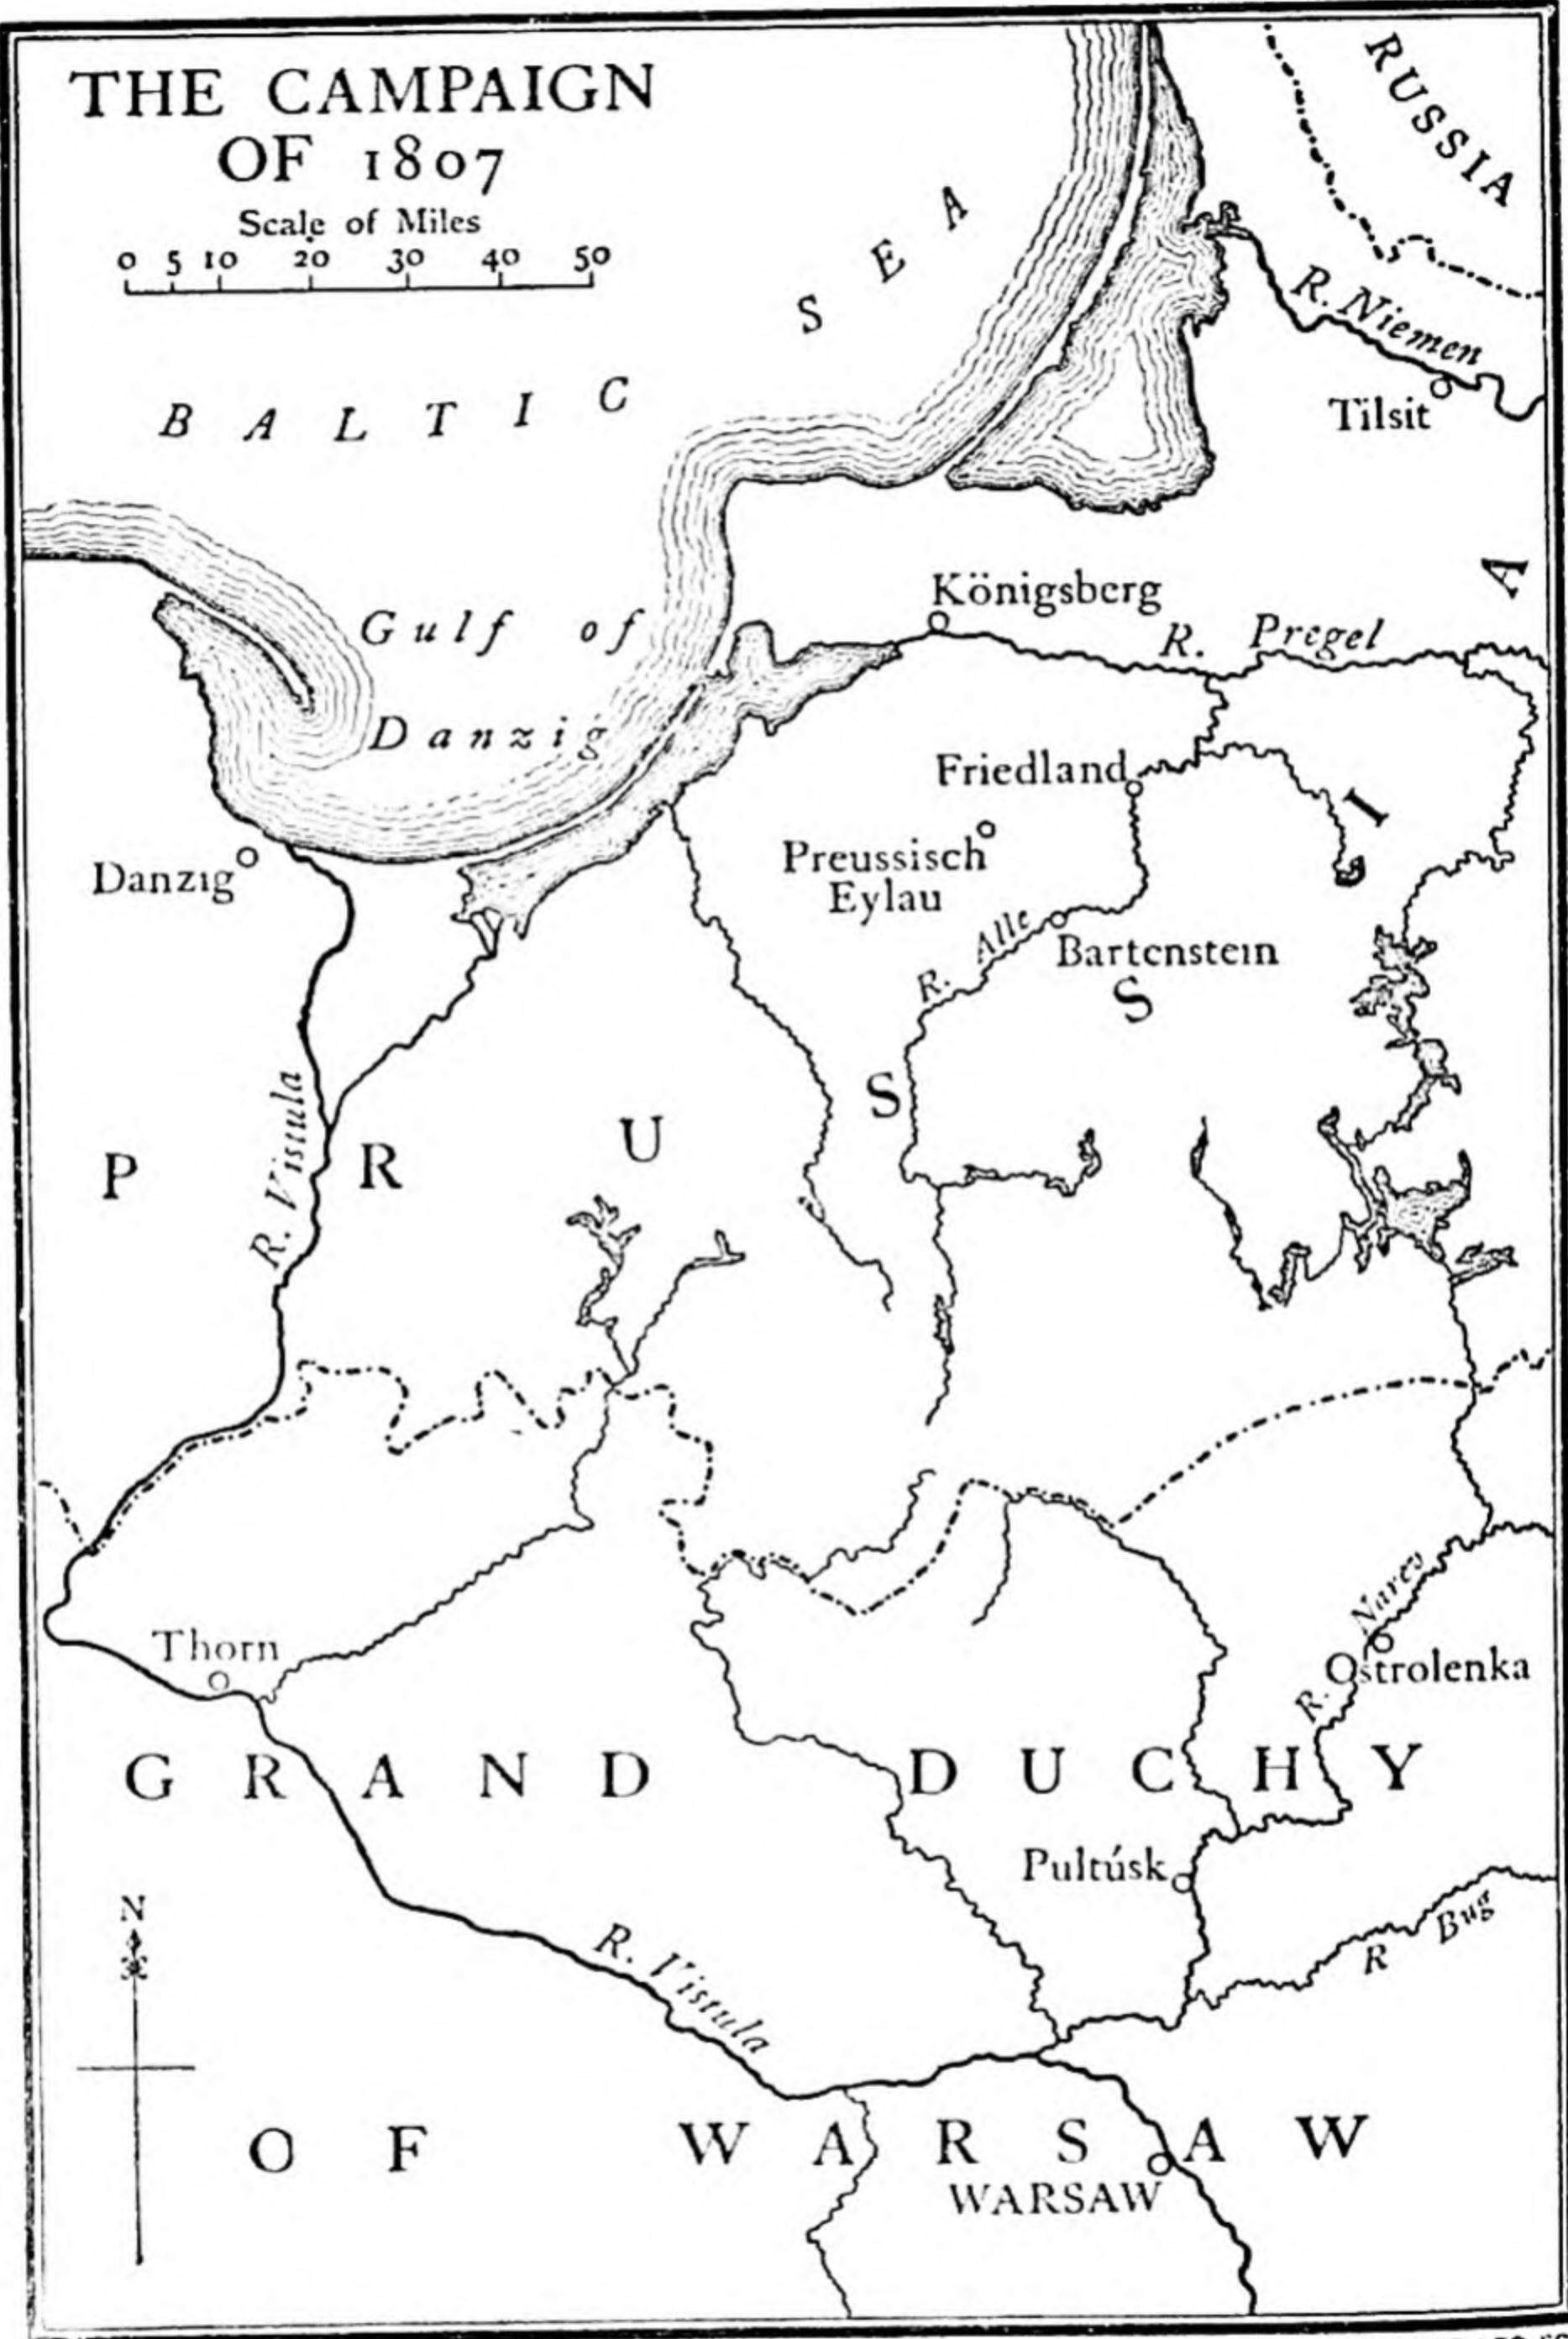 THE CAMPAIGN
OF 1807
Scale of Miles
0 5 10 20 30 40 50
RUSSIA
BALTIC SEA
R. Niemen
Tilsit
Königsberg
R. Pregel
Gulf of
Danzig
Friedland
Preussisch
Eylau
Danzig
R. Alle
Bartenstein
R. Vistula
PRUSSIA
R. Narev
Ostrolenka
Thorn
GRAND DUCHY
Pultúsk
N
R. Vistula
R Bug
OF WARSAW
WARSAW